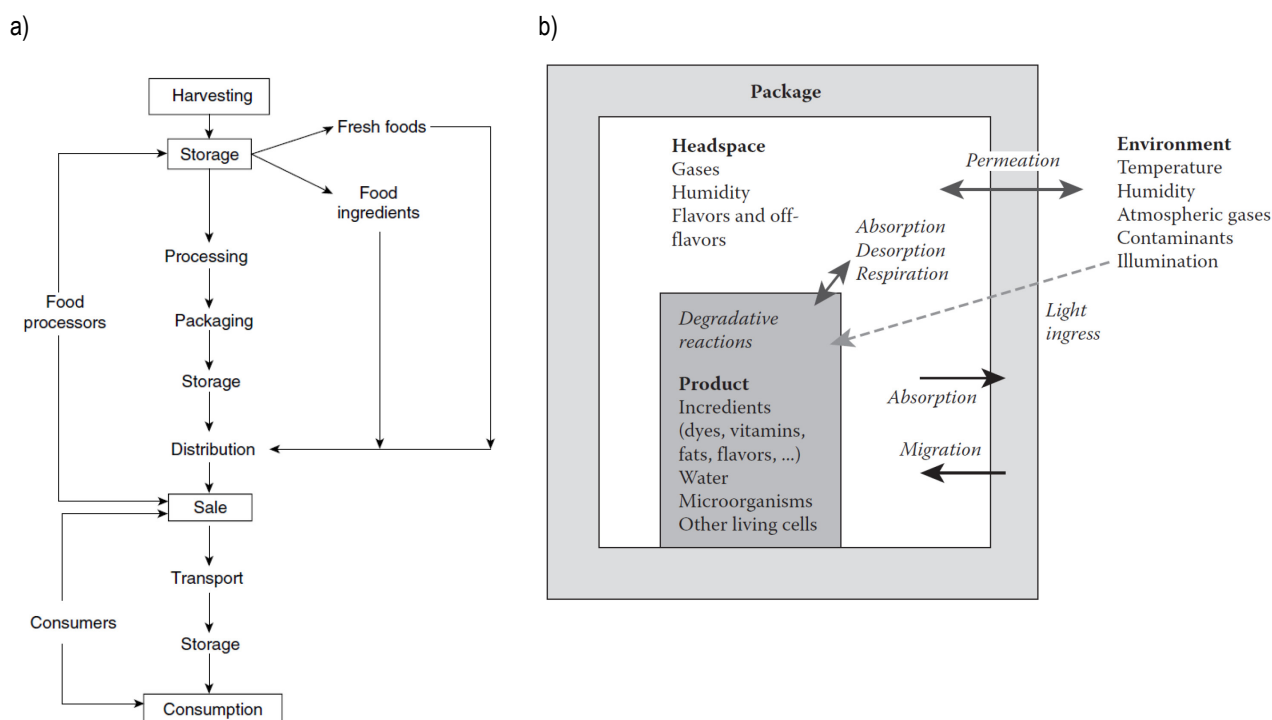 a)
Harvesting
Fresh foods
Storage
Food
ingredients
Processing
Food
processors
Packaging
Storage
Distribution
Sale
Transport
Consumers
Storage
Consumption
b)
Package
Headspace
Gases
Humidity
Flavors and off-
flavors
Permeation
Environment
Temperature
Humidity
Atmospheric gases
Contaminants
Illumination
Absorption
Desorption
Respiration
Light
ingress
Degradative
reactions
Product
Incredients
(dyes, vitamins,
fats, flavors, ...)
Water
Microorganisms
Other living cells
Absorption
Migration